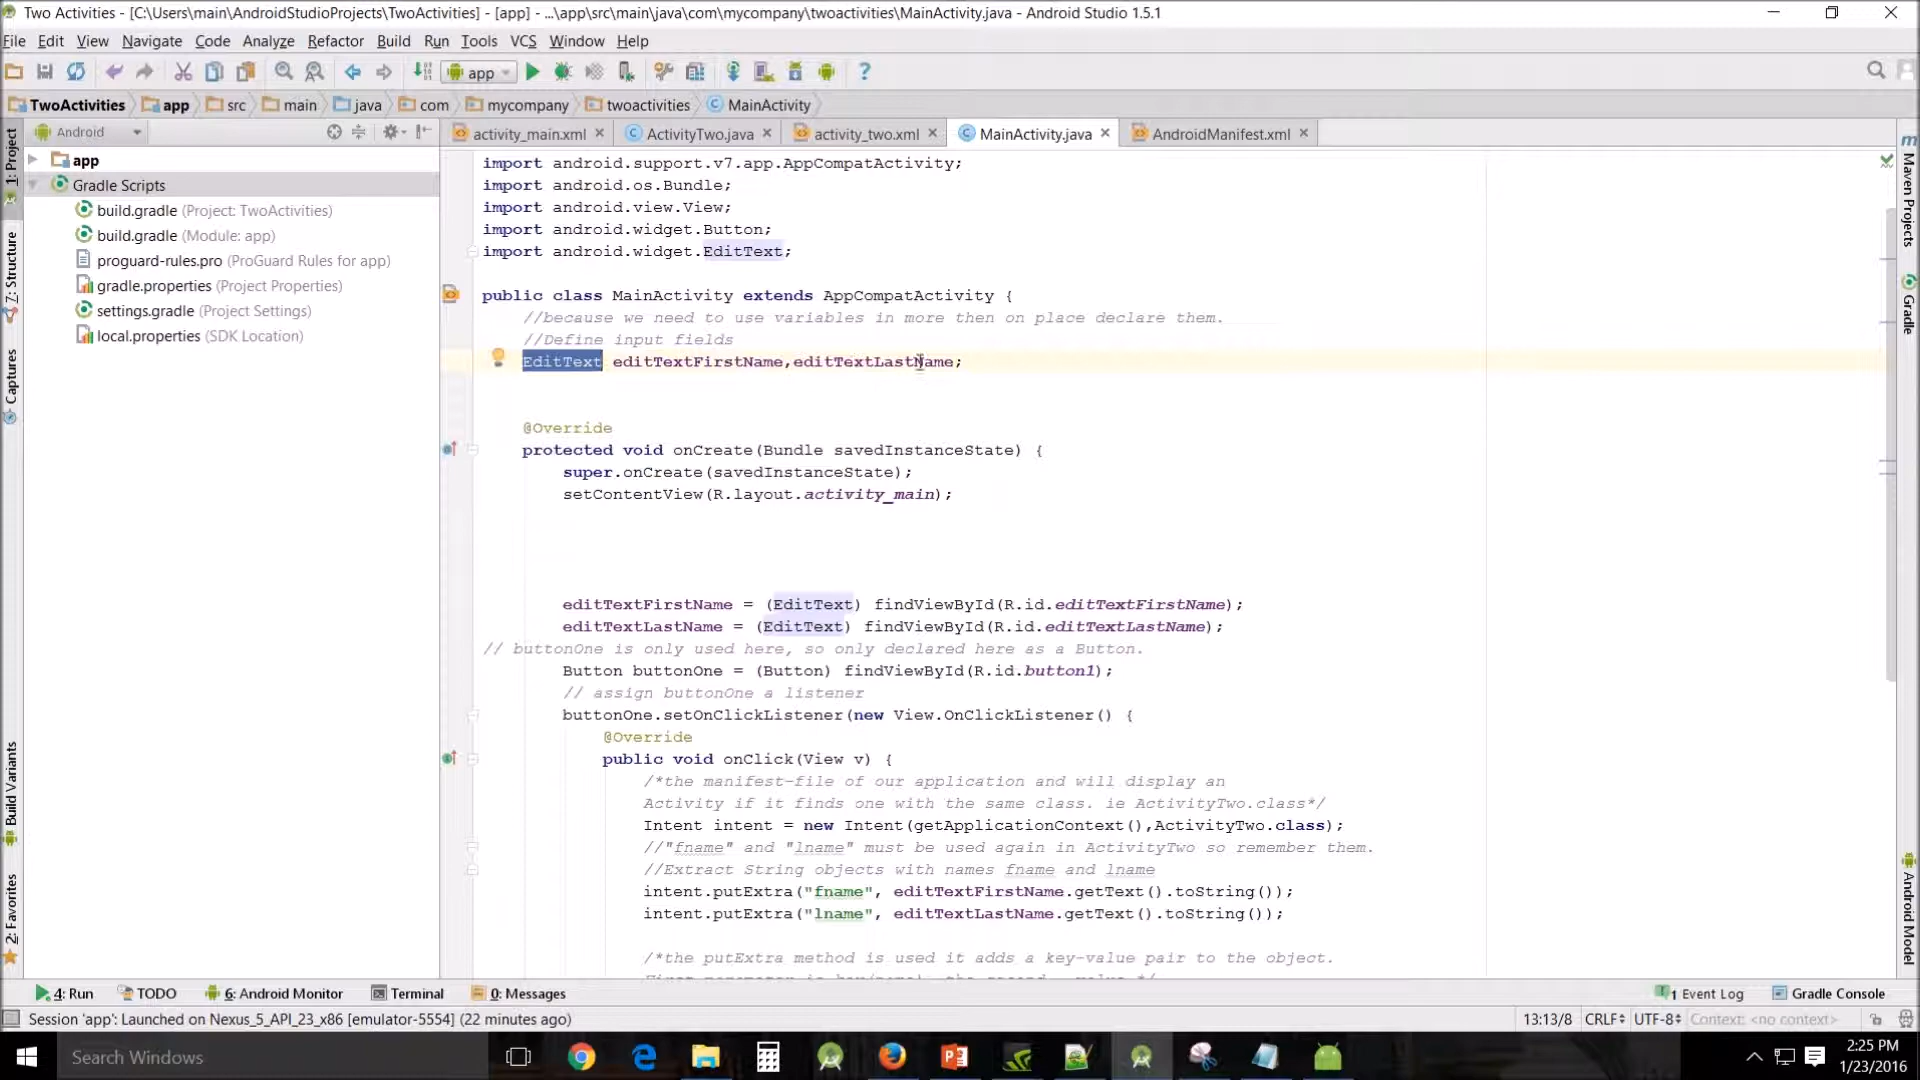 Two Activities - [C:\Users\main\AndroidStudioProjects\TwoActivities] - [app] - ...\app\src\main\java\com\mycompany\twoactivities\MainActivity.java - Android Studio 1.5.1
File Edit View Navigate Code Analyze Refactor Build Run Tools VCS Window Help
app
TwoActivities app src main java com mycompany twoactivities MainActivity
Android
activity_main.xml ActivityTwo.java activity_two.xml MainActivity.java AndroidManifest.xml
1: Project
7: Structure
Captures
Build Variants
2: Favorites
app
Gradle Scripts
build.gradle (Project: TwoActivities)
build.gradle (Module: app)
proguard-rules.pro (ProGuard Rules for app)
gradle.properties (Project Properties)
settings.gradle (Project Settings)
local.properties (SDK Location)
import android.support.v7.app.AppCompatActivity;
import android.os.Bundle;
import android.view.View;
import android.widget.Button;
import android.widget.EditText;
public class MainActivity extends AppCompatActivity {
//because we need to use variables in more then on place declare them.
//Define input fields
EditText editTextFirstName,editTextLastName;
@Override
protected void onCreate(Bundle savedInstanceState) {
super.onCreate(savedInstanceState);
setContentView(R.layout.activity_main);
editTextFirstName = (EditText) findViewById(R.id.editTextFirstName);
editTextLastName = (EditText) findViewById(R.id.editTextLastName);
// buttonOne is only used here, so only declared here as a Button.
Button buttonOne = (Button) findViewById(R.id.button1);
// assign buttonOne a listener
buttonOne.setOnClickListener(new View.OnClickListener() {
@Override
public void onClick(View v) {
/*the manifest-file of our application and will display an
Activity if it finds one with the same class. ie ActivityTwo.class*/
Intent intent = new Intent(getApplicationContext(),ActivityTwo.class);
//"fname" and "lname" must be used again in ActivityTwo so remember them.
//Extract String objects with names fname and lname
intent.putExtra("fname", editTextFirstName.getText().toString());
intent.putExtra("lname", editTextLastName.getText().toString());
/*the putExtra method is used it adds a key-value pair to the object.
Maven Projects
Gradle
Android Model
4: Run TODO 6: Android Monitor Terminal 0: Messages 1 Event Log Gradle Console
Session 'app': Launched on Nexus_5_API_23_x86 [emulator-5554] (22 minutes ago) 13:13/8 CRLF UTF-8 Context: <no context>
Search Windows
2:25 PM
1/23/2016